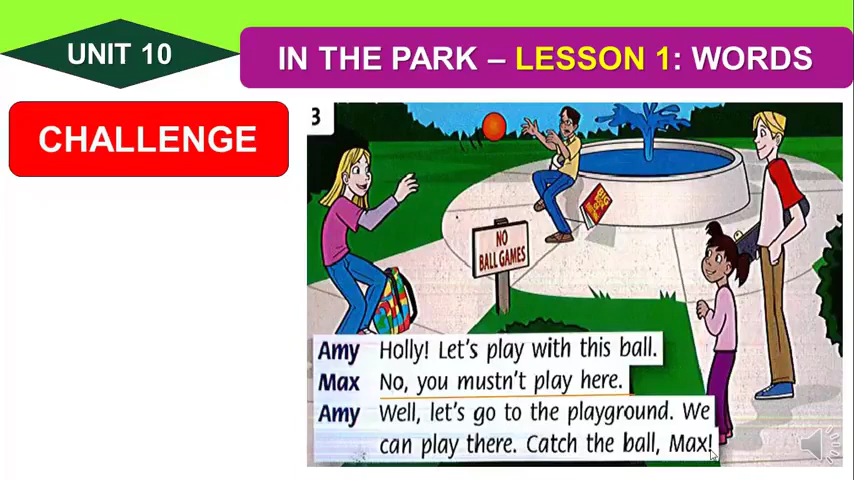 UNIT 10
IN THE PARK – LESSON 1: WORDS
CHALLENGE
3
NO
BALL GAMES
Amy Holly! Let's play with this ball.
Max No, you mustn't play here.
Amy Well, let's go to the playground. We
can play there. Catch the ball, Max!